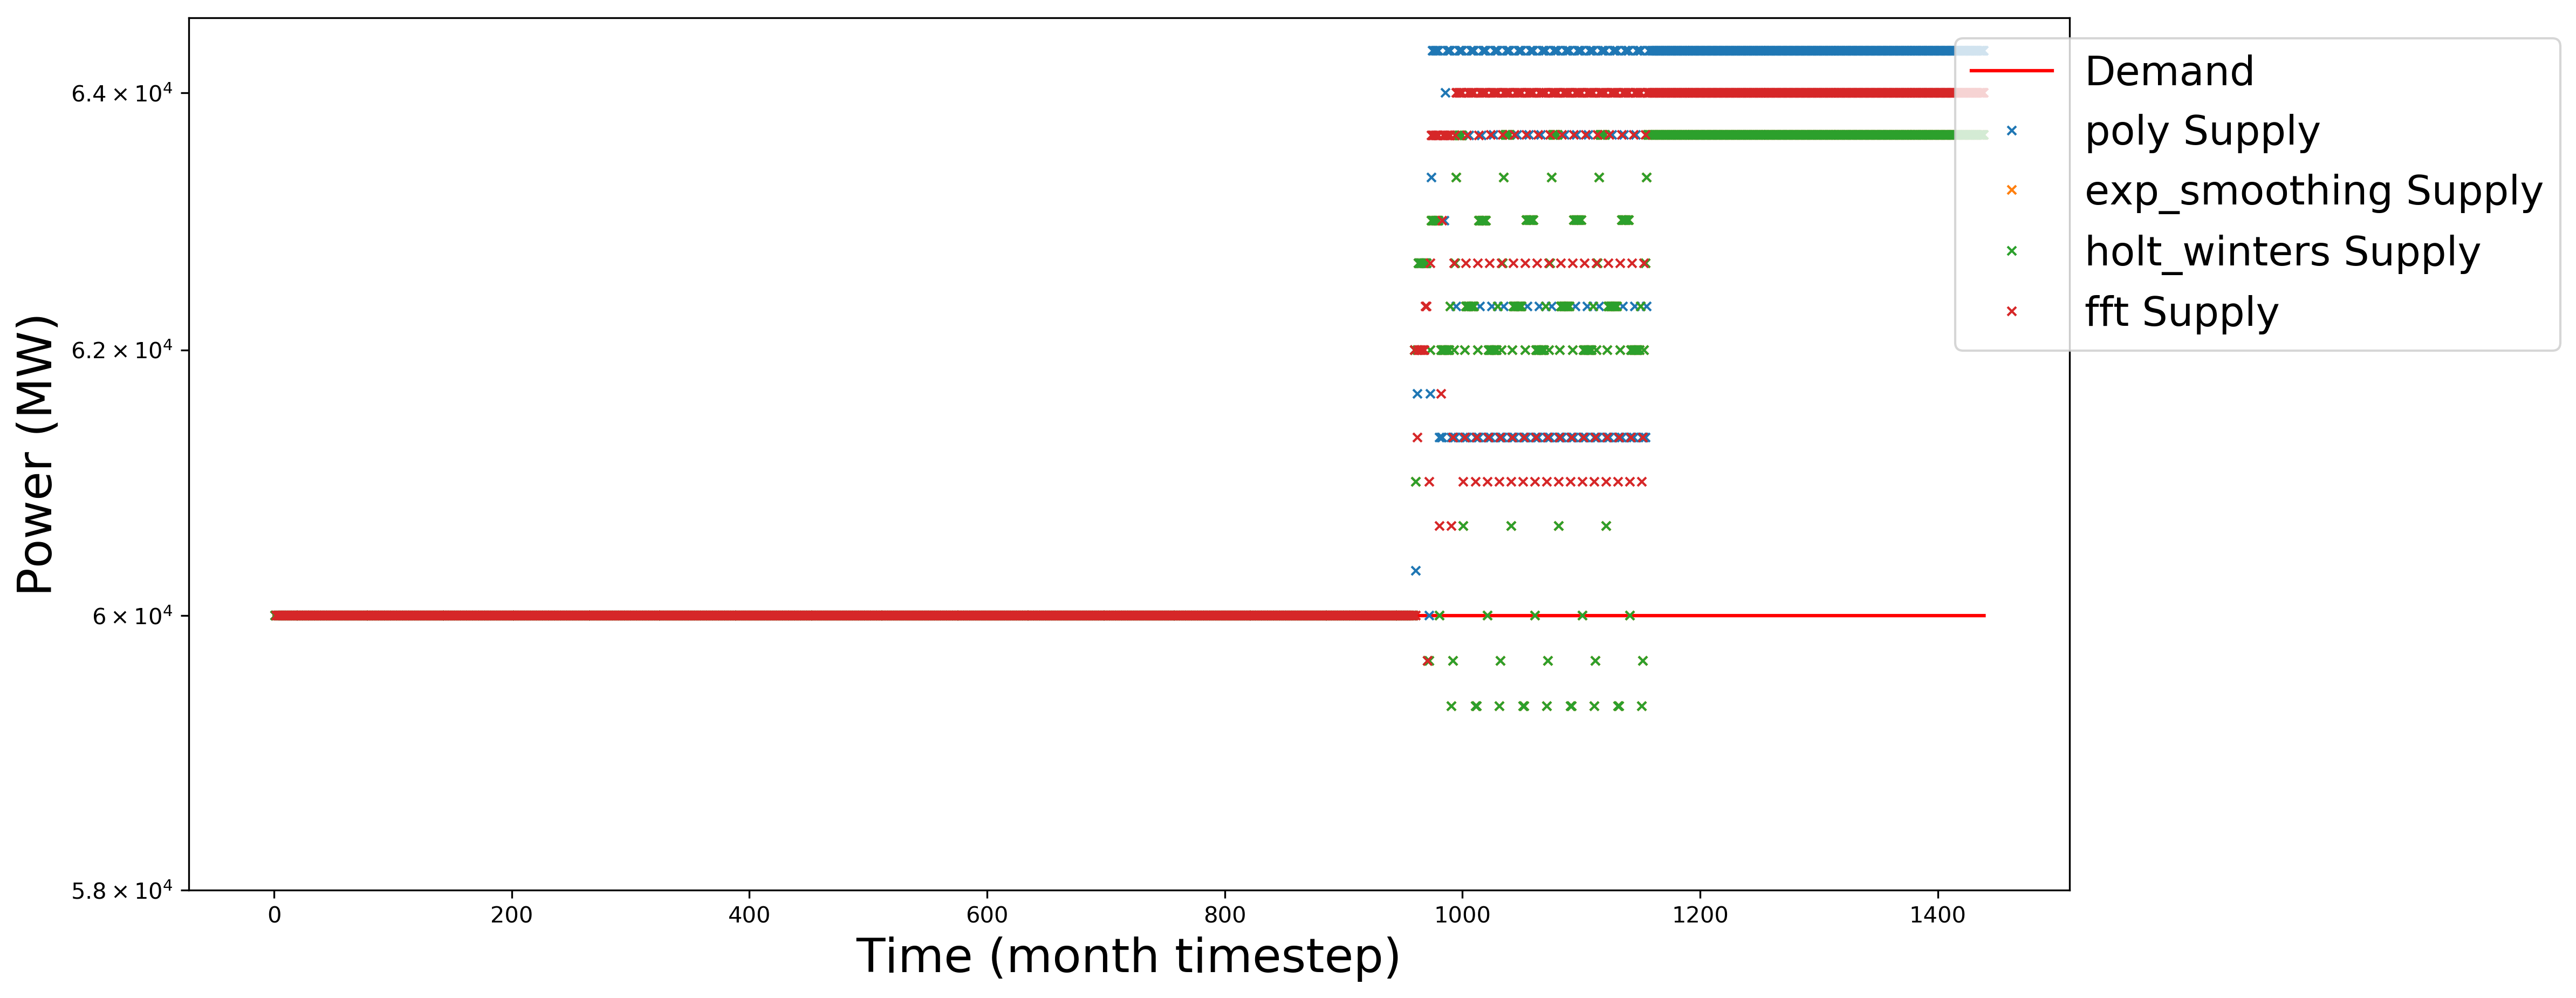 6.4 × 10⁴
6.2 × 10⁴
6 × 10⁴
5.8 × 10⁴
Power (MW)
0 200 400 600 800 1000 1200 1400
Time (month timestep)
Demand
poly Supply
exp_smoothing Supply
holt_winters Supply
fft Supply